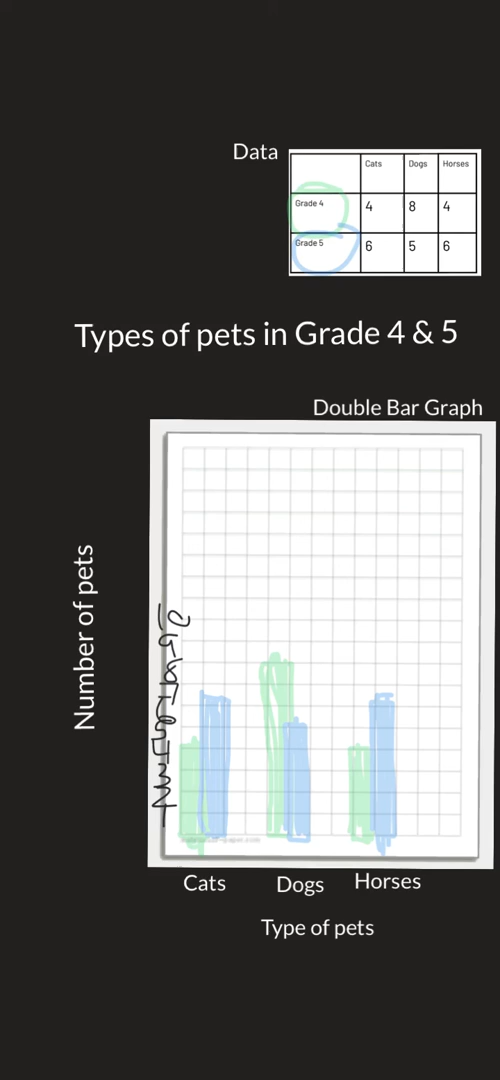 Data
Cats Dogs Horses
Grade 4 4 8 4
Grade 5 6 5 6
Types of pets in Grade 4 & 5
Double Bar Graph
Number of pets
Cats Dogs Horses
Type of pets